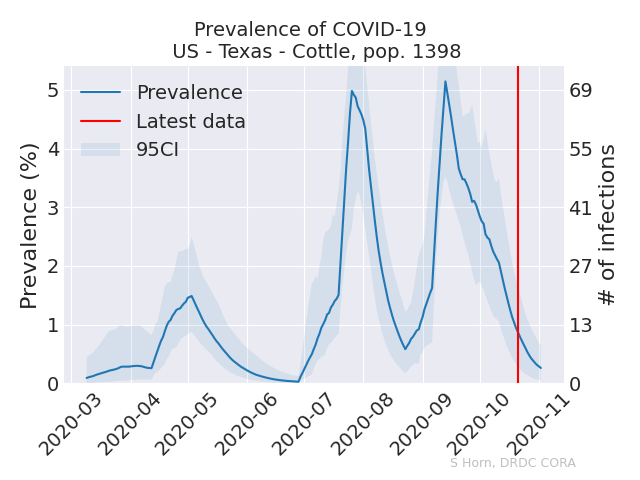 Prevalence of COVID-19
US - Texas - Cottle, pop. 1398
Prevalence
Latest data
95CI
Prevalence (%)
5
4
3
2
1
0
# of infections
69
55
41
27
13
0
2020-03
2020-04
2020-05
2020-06
2020-07
2020-08
2020-09
2020-10
2020-11
S Horn, DRDC CORA